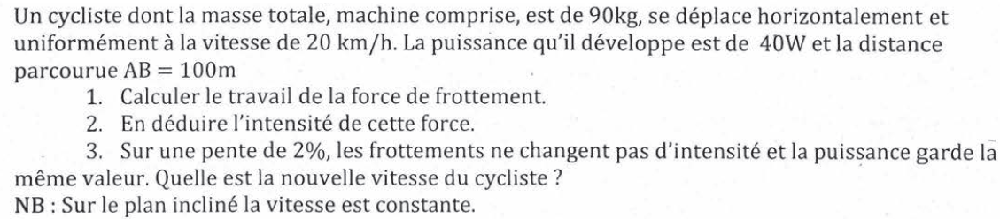 Un cycliste dont la masse totale, machine comprise, est de 90kg, se déplace horizontalement et
uniformément à la vitesse de 20 km/h. La puissance qu’il développe est de 40W et la distance
parcourue AB = 100m
1. Calculer le travail de la force de frottement.
2. En déduire l’intensité de cette force.
3. Sur une pente de 2%, les frottements ne changent pas d’intensité et la puissance garde la
même valeur. Quelle est la nouvelle vitesse du cycliste ?
NB : Sur le plan incliné la vitesse est constante.